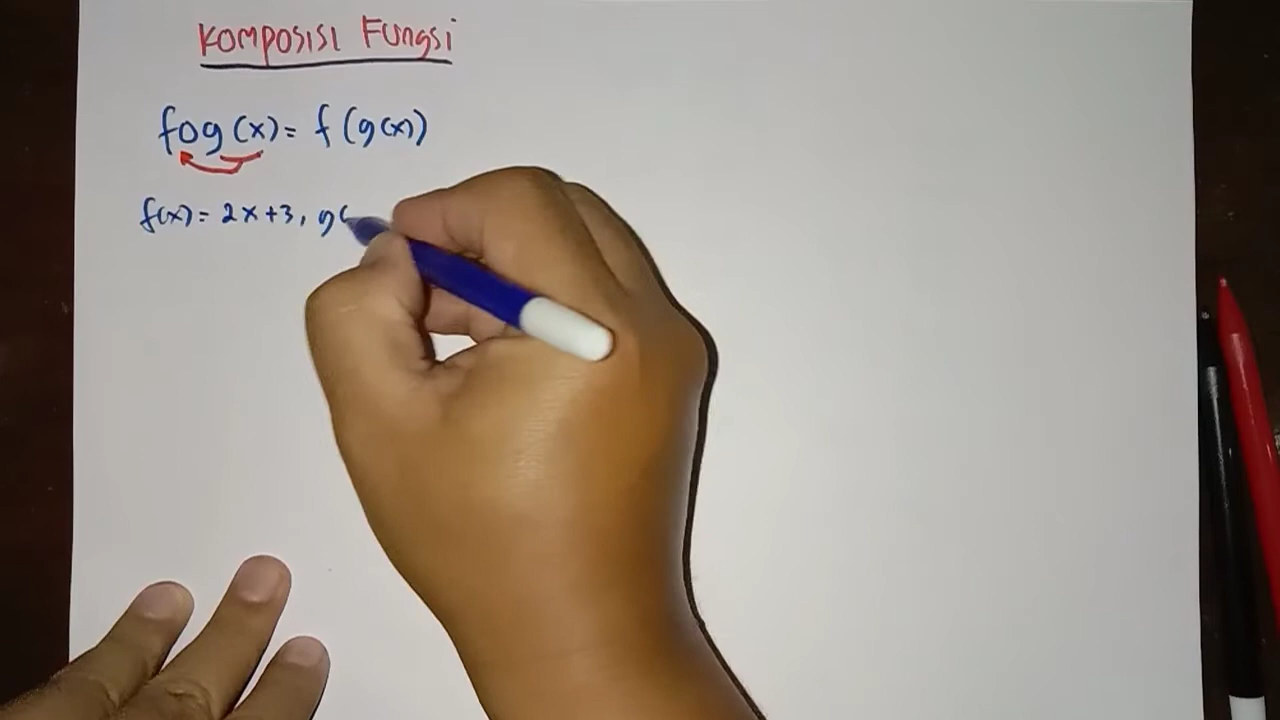 KOMPOSISI FUNGSI
fog (x) = f (g(x))
f(x) = 2x+3, g(